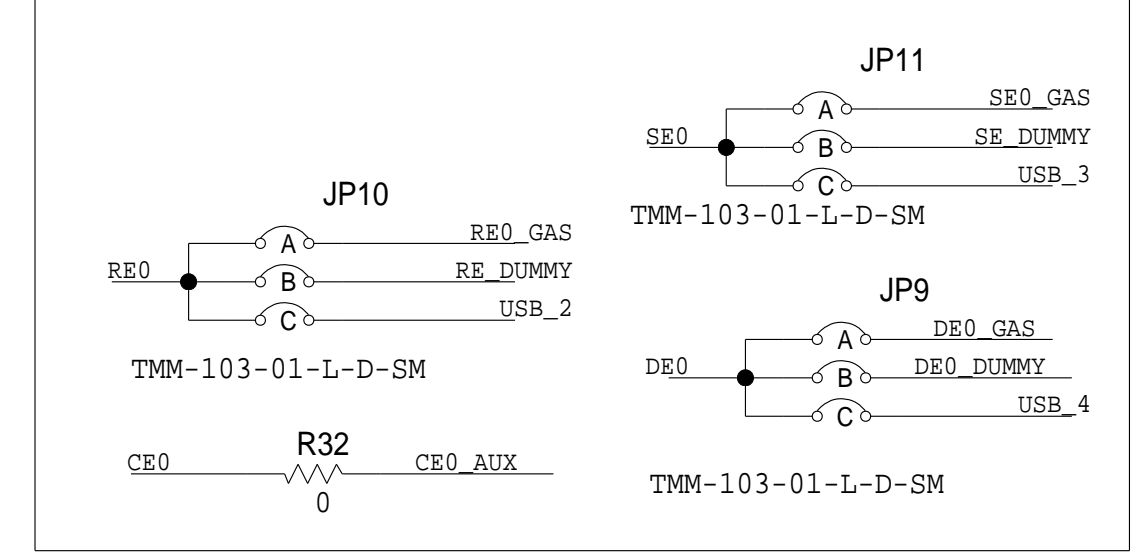 JP11
SE0
A
SE0_GAS
B
SE_DUMMY
C
USB_3
TMM-103-01-L-D-SM
JP10
RE0
A
RE0_GAS
B
RE_DUMMY
C
USB_2
TMM-103-01-L-D-SM
JP9
DE0
A
DE0_GAS
B
DE0_DUMMY
C
USB_4
TMM-103-01-L-D-SM
R32
CE0
CE0_AUX
0